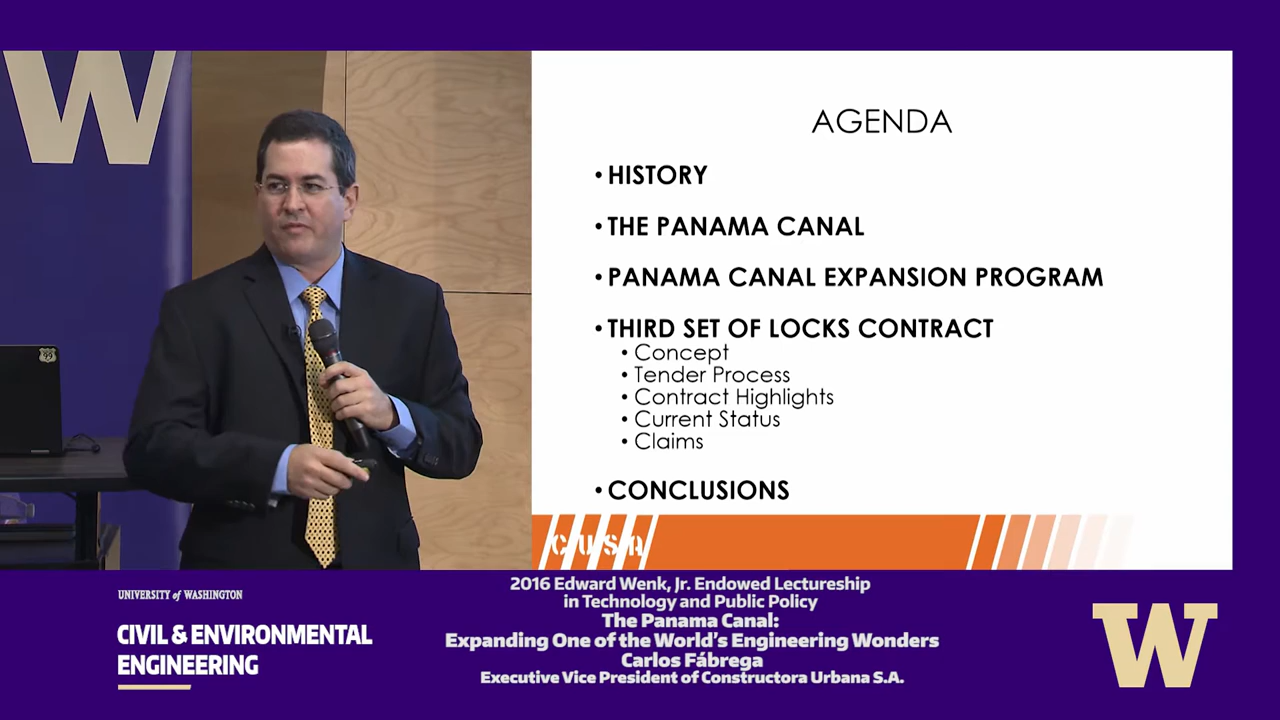 W
AGENDA
• HISTORY
• THE PANAMA CANAL
• PANAMA CANAL EXPANSION PROGRAM
• THIRD SET OF LOCKS CONTRACT
• Concept
• Tender Process
• Contract Highlights
• Current Status
• Claims
• CONCLUSIONS
CUSA
UNIVERSITY of WASHINGTON
CIVIL & ENVIRONMENTAL
ENGINEERING
2016 Edward Wenk, Jr. Endowed Lectureship
in Technology and Public Policy
The Panama Canal:
Expanding One of the World's Engineering Wonders
Carlos Fábrega
Executive Vice President of Constructora Urbana S.A.
W